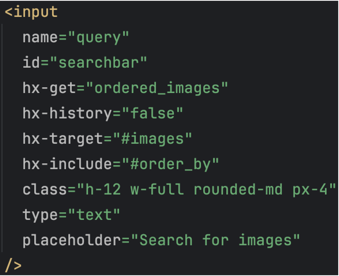 <input
name="query"
id="searchbar"
hx-get="ordered_images"
hx-history="false"
hx-target="#images"
hx-include="#order_by"
class="h-12 w-full rounded-md px-4"
type="text"
placeholder="Search for images"
/>